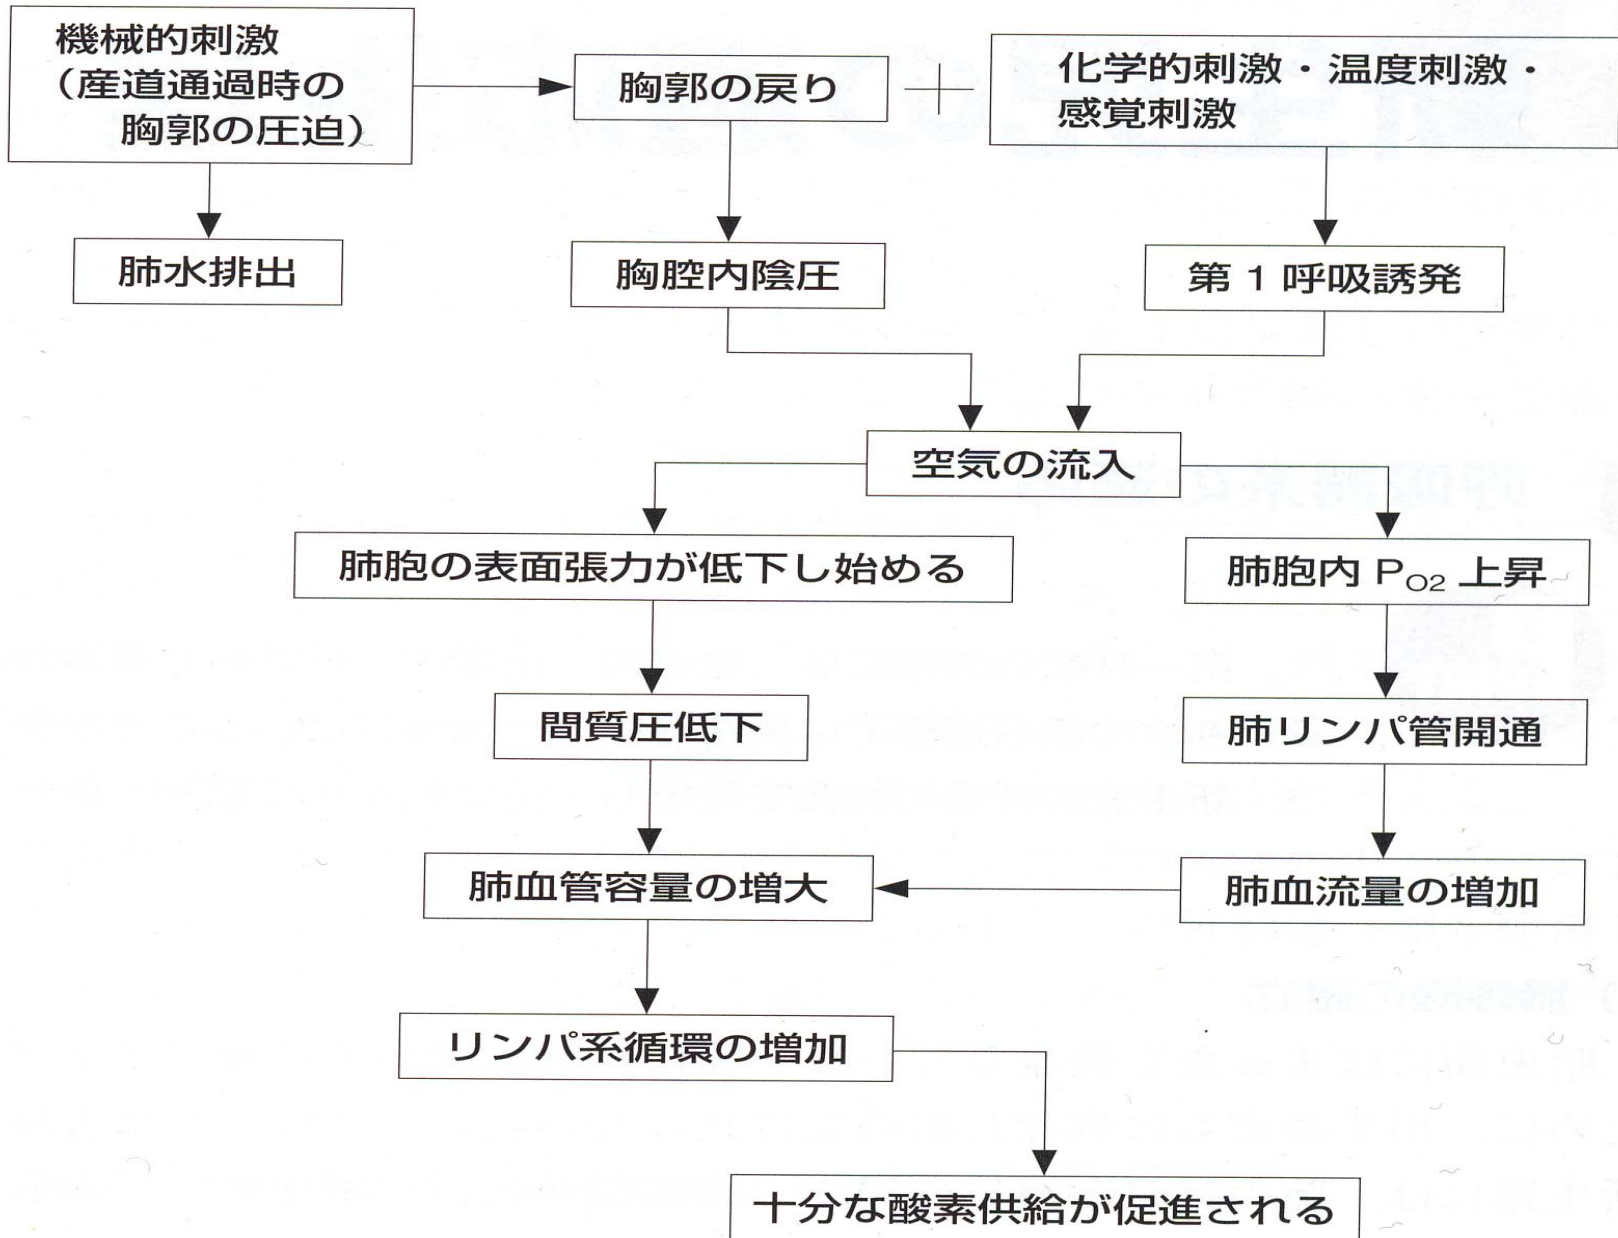 機械的刺激
（産道通過時の
胸郭の圧迫）
胸郭の戻り
＋
化学的刺激・温度刺激・
感覚刺激
肺水排出
胸腔内陰圧
第 1 呼吸誘発
空気の流入
肺胞の表面張力が低下し始める
肺胞内 PO2 上昇
間質圧低下
肺リンパ管開通
肺血管容量の増大
肺血流量の増加
リンパ系循環の増加
十分な酸素供給が促進される